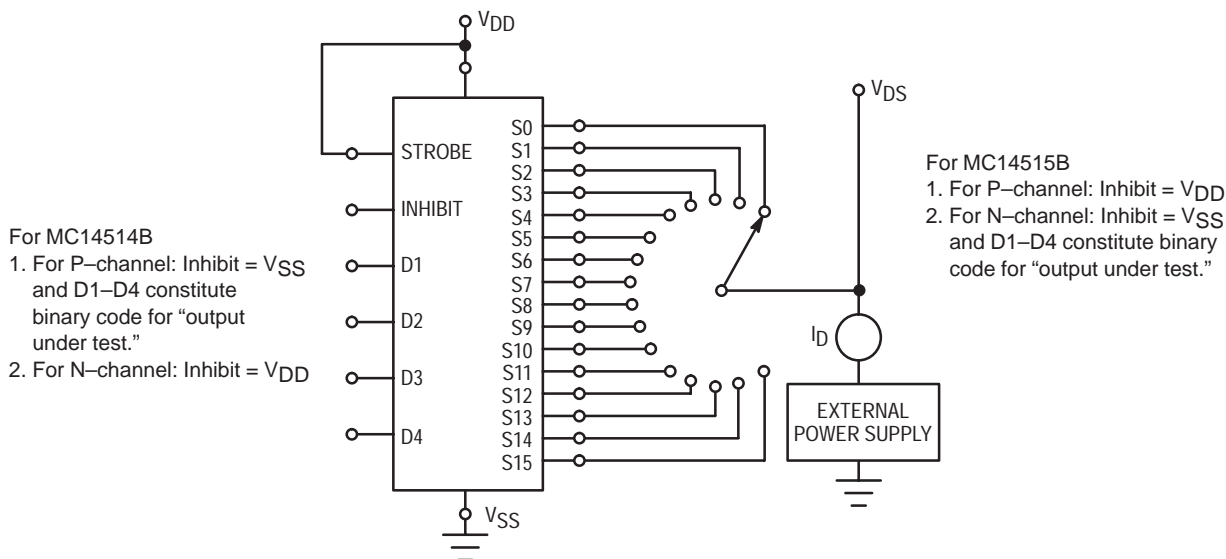 VDD
VDS
STROBE
INHIBIT
D1
D2
D3
D4
S0
S1
S2
S3
S4
S5
S6
S7
S8
S9
S10
S11
S12
S13
S14
S15
VSS
For MC14514B
1. For P–channel: Inhibit = VSS
and D1–D4 constitute
binary code for “output
under test.”
2. For N–channel: Inhibit = VDD
For MC14515B
1. For P–channel: Inhibit = VDD
2. For N–channel: Inhibit = VSS
and D1–D4 constitute binary
code for “output under test.”
ID
EXTERNAL
POWER SUPPLY